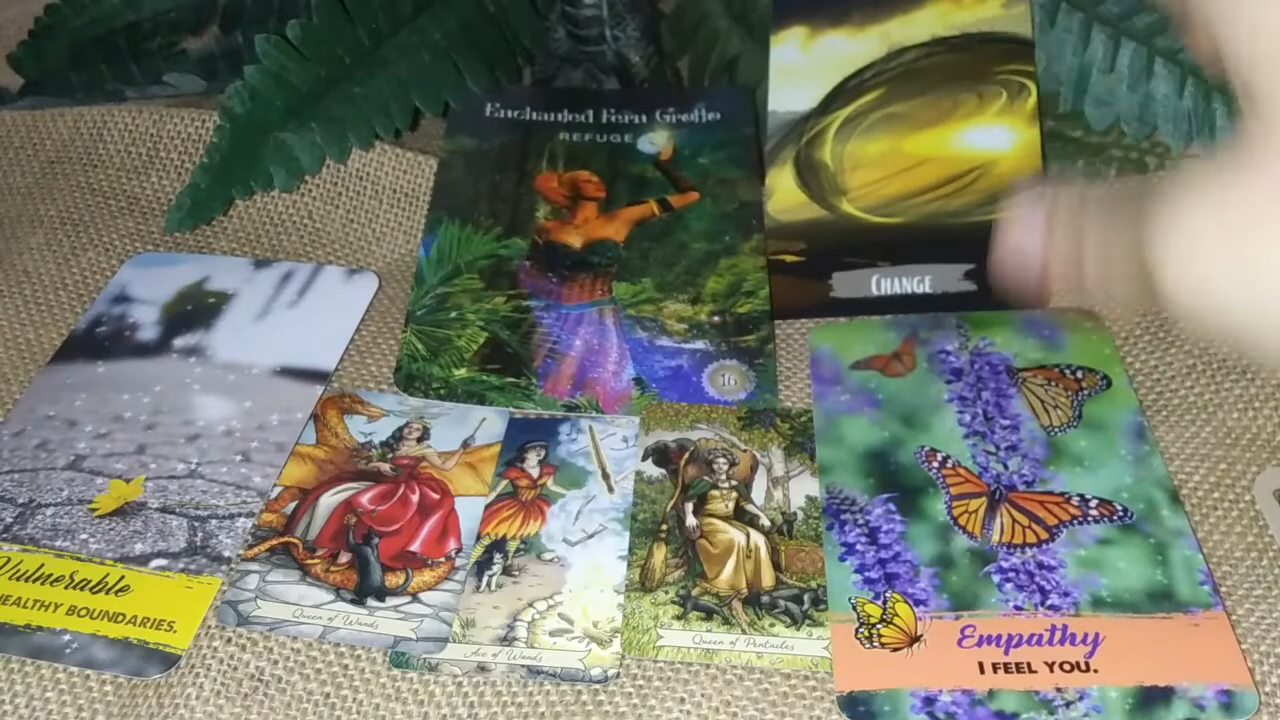 Enchanted Fern Grotto
REFUGE
16
CHANGE
Vulnerable
HEALTHY BOUNDARIES.
Queen of Wands
Ace of Wands
Queen of Pentacles
Empathy
I FEEL YOU.